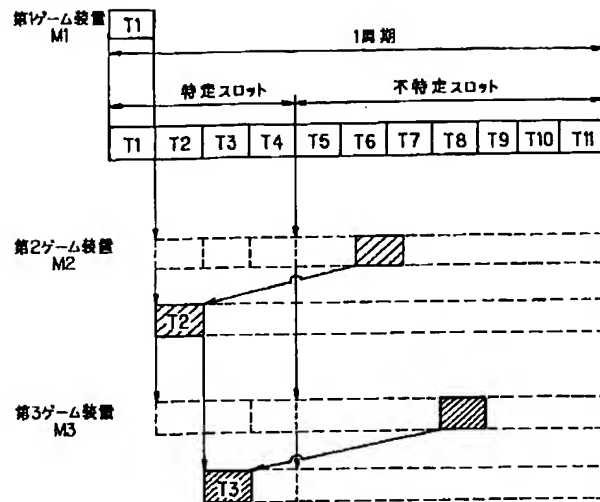 第1ゲーム装置
M1
T1
1周期
特定スロット
不特定スロット
T1 T2 T3 T4 T5 T6 T7 T8 T9 T10 T11
第2ゲーム装置
M2
T2
第3ゲーム装置
M3
T3